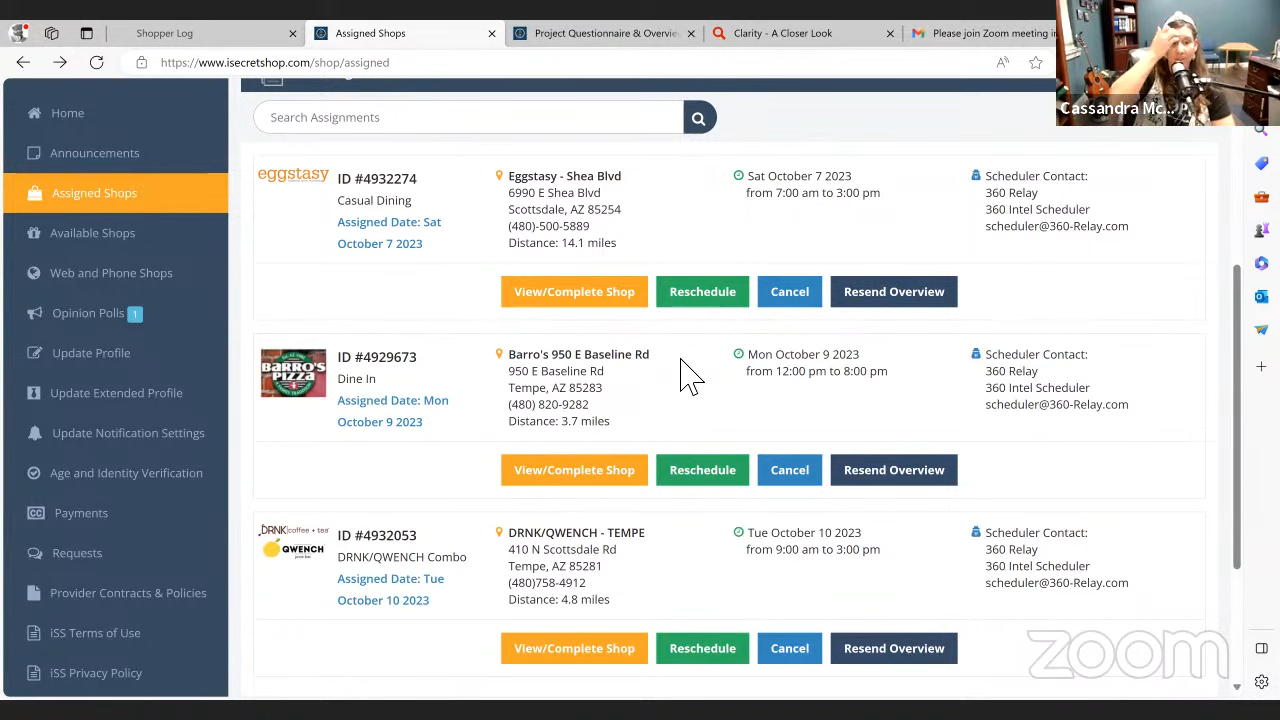 Shopper Log
Assigned Shops
Project Questionnaire & Overvie
Clarity - A Closer Look
Please join Zoom meeting in
https://www.isecretshop.com/shop/assigned
Cassandra Mc...
Home
Announcements
Assigned Shops
Available Shops
Web and Phone Shops
Opinion Polls 1
Update Profile
Update Extended Profile
Update Notification Settings
Age and Identity Verification
Payments
Requests
Provider Contracts & Policies
iSS Terms of Use
iSS Privacy Policy
Search Assignments
eggstasy
ID #4932274
Casual Dining
Assigned Date: Sat
October 7 2023
Eggstasy - Shea Blvd
6990 E Shea Blvd
Scottsdale, AZ 85254
(480)-500-5889
Distance: 14.1 miles
Sat October 7 2023
from 7:00 am to 3:00 pm
Scheduler Contact:
360 Relay
360 Intel Scheduler
scheduler@360-Relay.com
View/Complete Shop
Reschedule
Cancel
Resend Overview
BARRO'S
PIZZA
ID #4929673
Dine In
Assigned Date: Mon
October 9 2023
Barro's 950 E Baseline Rd
950 E Baseline Rd
Tempe, AZ 85283
(480) 820-9282
Distance: 3.7 miles
Mon October 9 2023
from 12:00 pm to 8:00 pm
Scheduler Contact:
360 Relay
360 Intel Scheduler
scheduler@360-Relay.com
View/Complete Shop
Reschedule
Cancel
Resend Overview
DRNK coffee + tea
QWENCH
ID #4932053
DRNK/QWENCH Combo
Assigned Date: Tue
October 10 2023
DRNK/QWENCH - TEMPE
410 N Scottsdale Rd
Tempe, AZ 85281
(480)758-4912
Distance: 4.8 miles
Tue October 10 2023
from 9:00 am to 3:00 pm
Scheduler Contact:
360 Relay
360 Intel Scheduler
scheduler@360-Relay.com
View/Complete Shop
Reschedule
Cancel
Resend Overview
zoom